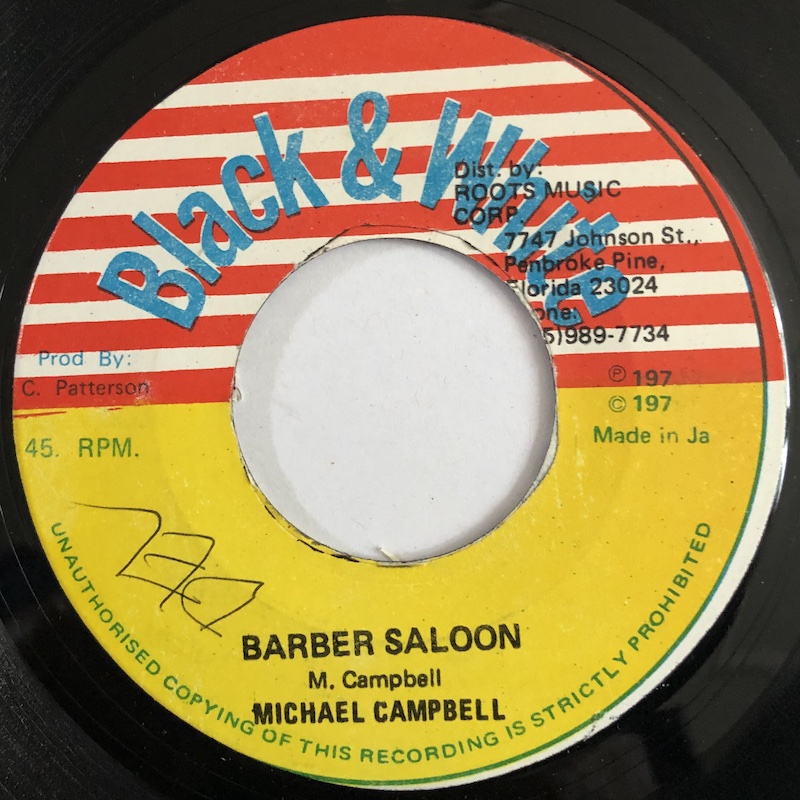 Black & White
Dist. by:
ROOTS MUSIC
CORP.
7747 Johnson St.,
Penbroke Pine,
Florida 23024
5)989-7734
Prod By:
C. Patterson
℗ 197
© 197
Made in Ja
45. RPM.
BARBER SALOON
M. Campbell
MICHAEL CAMPBELL
UNAUTHORISED COPYING OF THIS RECORDING IS STRICTLY PROHIBITED